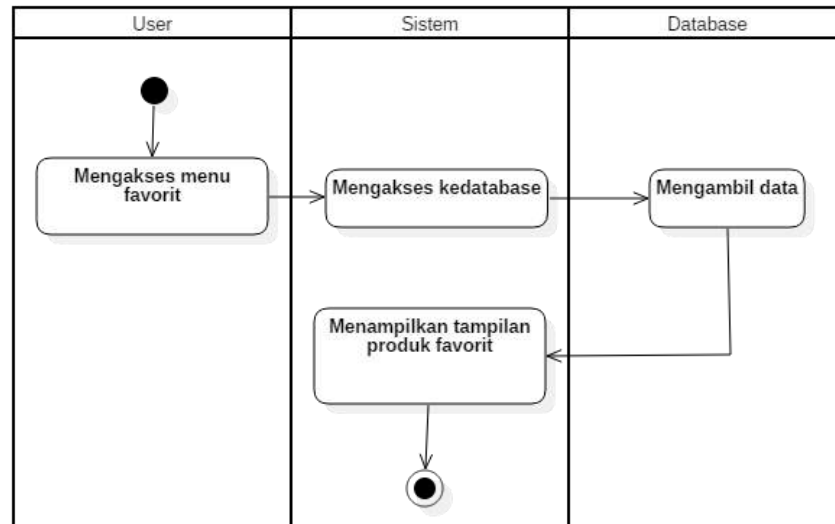 User
Sistem
Database
Mengakses menu
favorit
Mengakses kedatabase
Mengambil data
Menampilkan tampilan
produk favorit